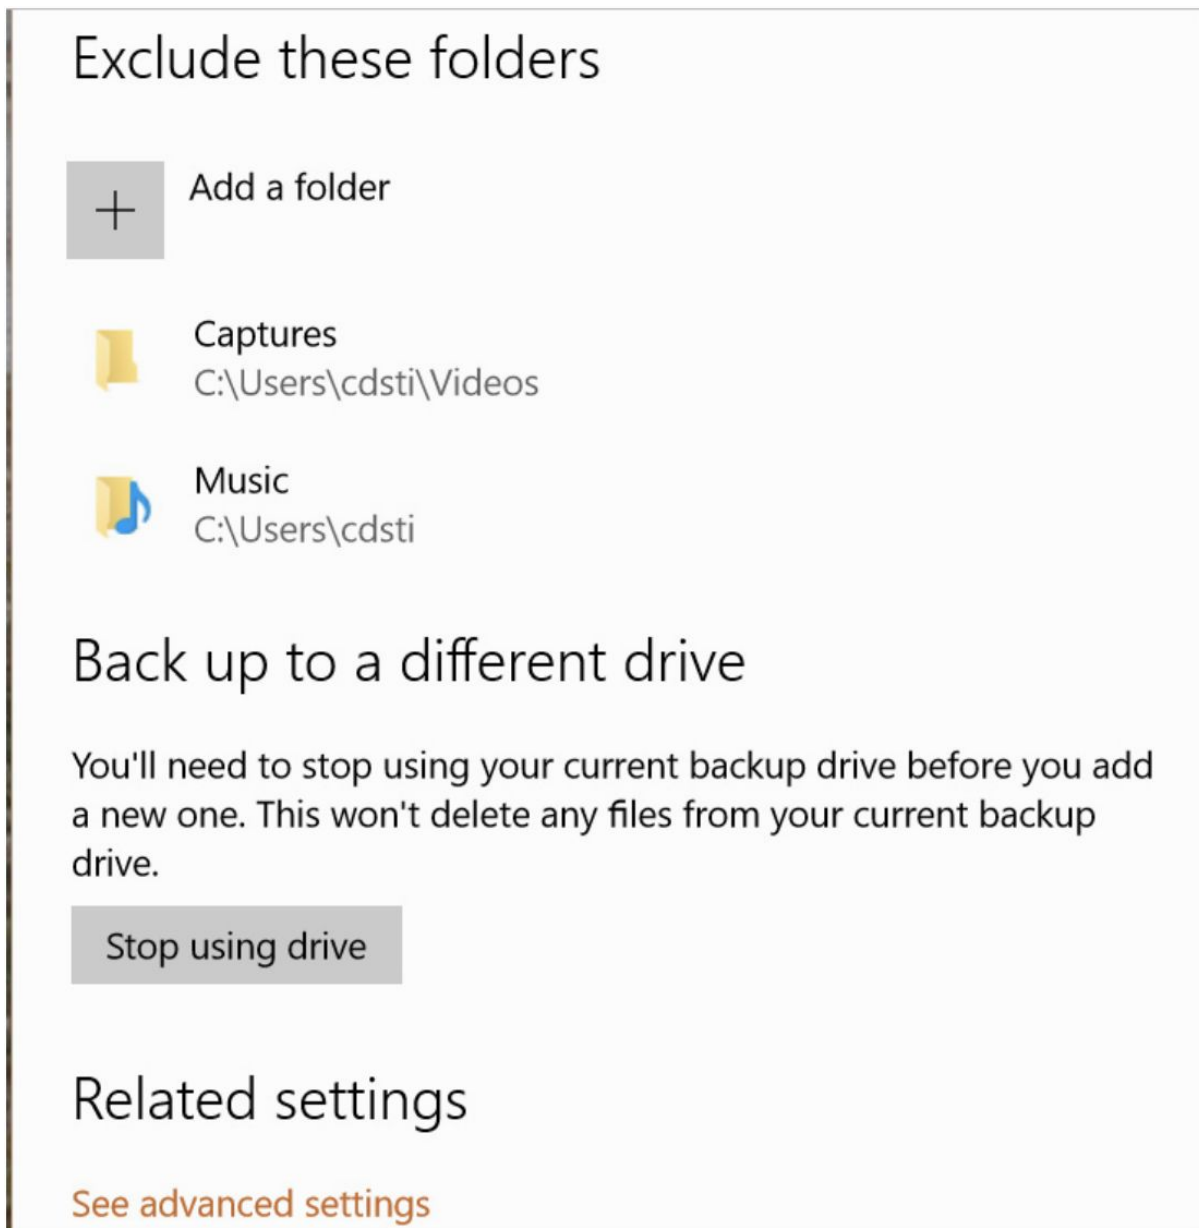 Exclude these folders
Add a folder
Captures
C:\Users\cdsti\Videos
Music
C:\Users\cdsti
Back up to a different drive
You'll need to stop using your current backup drive before you add
a new one. This won't delete any files from your current backup
drive.
Stop using drive
Related settings
See advanced settings